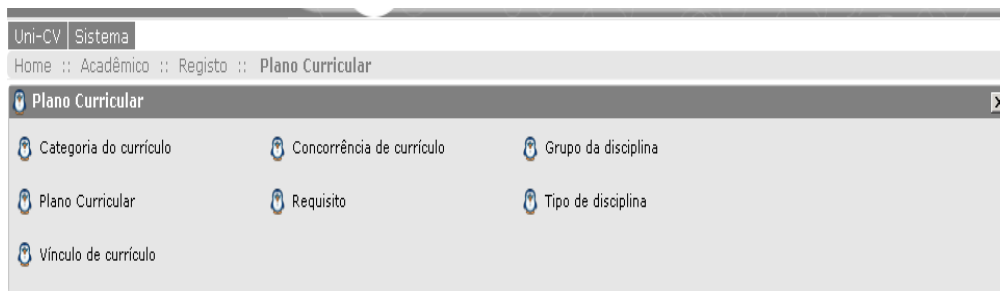 Uni-CV Sistema
Home :: Acadêmico :: Registo :: Plano Curricular
Plano Curricular
Categoria do currículo Concorrência de currículo Grupo da disciplina
Plano Curricular Requisito Tipo de disciplina
Vínculo de currículo